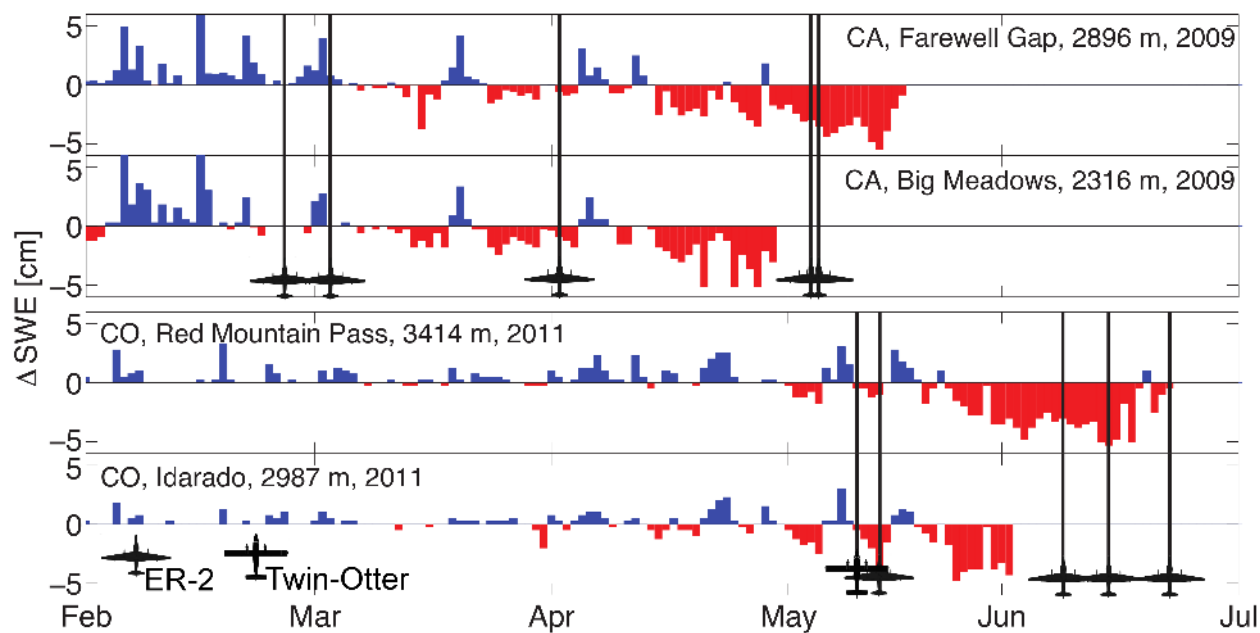 5
0
−5
CA, Farewell Gap, 2896 m, 2009
5
0
−5
CA, Big Meadows, 2316 m, 2009
Δ SWE [cm]
5
0
−5
CO, Red Mountain Pass, 3414 m, 2011
5
0
−5
CO, Idarado, 2987 m, 2011
ER-2
Twin-Otter
Feb Mar Apr May Jun Jul